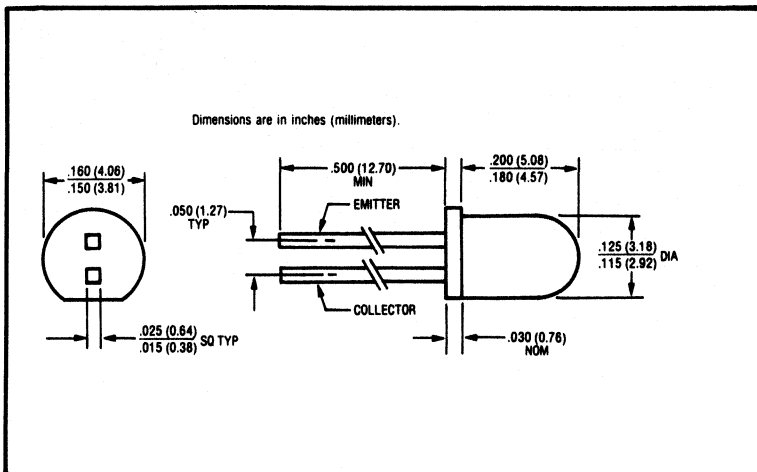 Dimensions are in inches (millimeters).
.160 (4.06)
.150 (3.81)
.500 (12.70)
MIN
.200 (5.08)
.180 (4.57)
.050 (1.27)
TYP
EMITTER
.125 (3.18)
.115 (2.92) DIA
COLLECTOR
.025 (0.64)
.015 (0.38) SQ TYP
.030 (0.76)
NOM